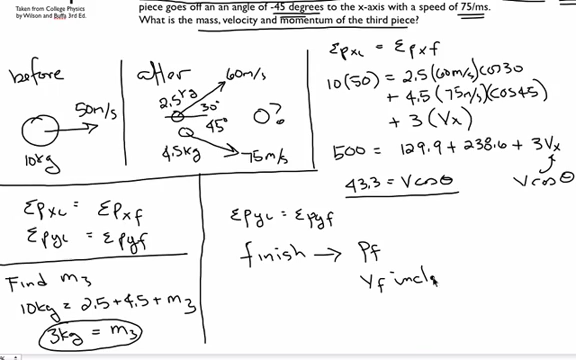 Taken from College Physics
by Wilson and Buffa 3rd Ed.
piece goes off an an angle of -45 degrees to the x-axis with a speed of 75/ms.
What is the mass, velocity and momentum of the third piece?
before
50m/s
10kg
after
60m/s
2.5kg
30°
45°
4.5kg
75m/s
?
Σpxi = Σpxf
10(50) = 2.5(60m/s)cos30
+ 4.5(75m/s)(cos45)
+ 3(Vx)
500 = 129.9 + 238.6 + 3Vx
43.3 = Vcosθ
Vcosθ
Σpxi = Σpxf
Σpyi = Σpyf
Find m3
10kg = 2.5+4.5+m3
3kg = m3
Σpyi = Σpyf
finish → Pf
Vf incl